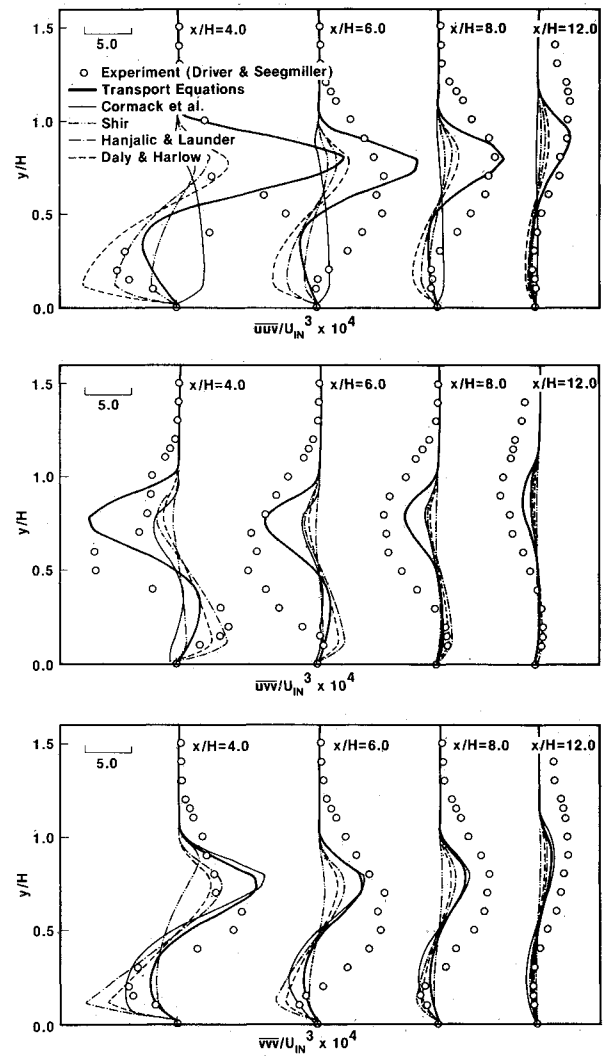 5.0
x/H=4.0 x/H=6.0 x/H=8.0 x/H=12.0
Experiment (Driver & Seegmiller)
Transport Equations
Cormack et al.
Shir
Hanjalic & Launder
Daly & Harlow
1.5
1.0
0.5
0.0
y/H
uuv/U_IN^3 x 10^4
5.0
x/H=4.0 x/H=6.0 x/H=8.0 x/H=12.0
1.5
1.0
0.5
0.0
y/H
uvv/U_IN^3 x 10^4
5.0
x/H=4.0 x/H=6.0 x/H=8.0 x/H=12.0
1.5
1.0
0.5
0.0
y/H
vvv/U_IN^3 x 10^4